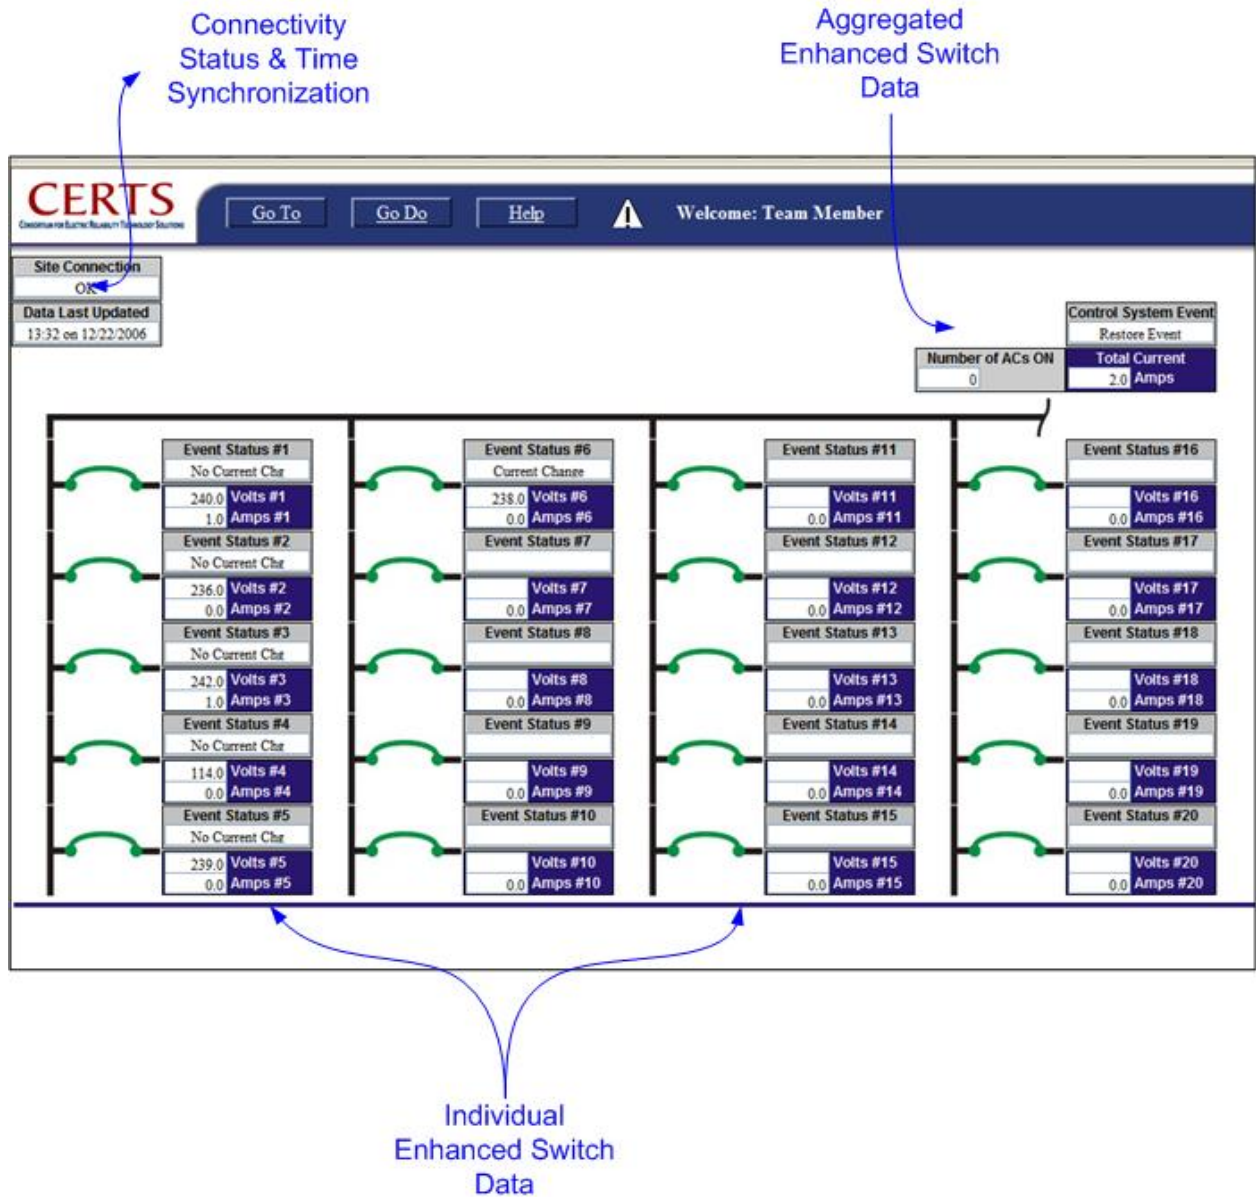 Connectivity
Status & Time
Synchronization
Aggregated
Enhanced Switch
Data
CERTS
CONSORTIUM FOR ELECTRIC RELIABILITY TECHNOLOGY SOLUTIONS
Go To
Go Do
Help
!
Welcome: Team Member
Site Connection
OK
Data Last Updated
13:32 on 12/22/2006
Control System Event
Restore Event
Number of ACs ON
0
Total Current
2.0 Amps
Event Status #1
No Current Chg
240.0 Volts #1
1.0 Amps #1
Event Status #2
No Current Chg
236.0 Volts #2
0.0 Amps #2
Event Status #3
No Current Chg
242.0 Volts #3
1.0 Amps #3
Event Status #4
No Current Chg
114.0 Volts #4
0.0 Amps #4
Event Status #5
No Current Chg
239.0 Volts #5
0.0 Amps #5
Event Status #6
Current Change
238.0 Volts #6
0.0 Amps #6
Event Status #7
Volts #7
0.0 Amps #7
Event Status #8
Volts #8
0.0 Amps #8
Event Status #9
Volts #9
0.0 Amps #9
Event Status #10
Volts #10
0.0 Amps #10
Event Status #11
Volts #11
0.0 Amps #11
Event Status #12
Volts #12
0.0 Amps #12
Event Status #13
Volts #13
0.0 Amps #13
Event Status #14
Volts #14
0.0 Amps #14
Event Status #15
Volts #15
0.0 Amps #15
Event Status #16
Volts #16
0.0 Amps #16
Event Status #17
Volts #17
0.0 Amps #17
Event Status #18
Volts #18
0.0 Amps #18
Event Status #19
Volts #19
0.0 Amps #19
Event Status #20
Volts #20
0.0 Amps #20
Individual
Enhanced Switch
Data